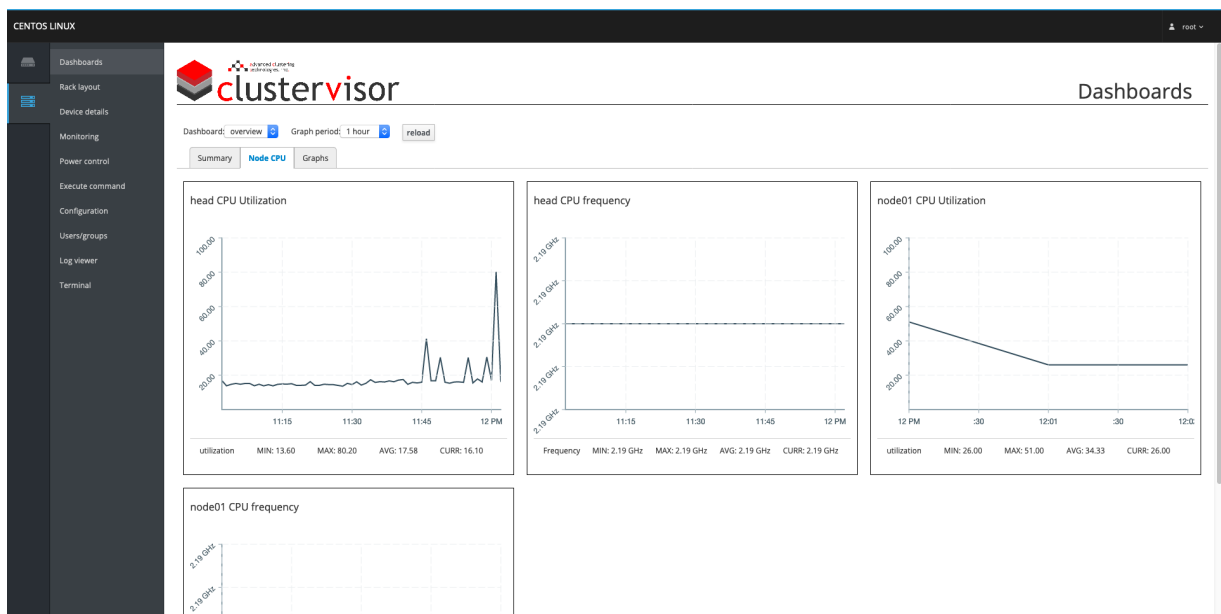 CENTOS LINUX
root
Dashboards
Rack layout
Device details
Monitoring
Power control
Execute command
Configuration
Users/groups
Log viewer
Terminal
advanced clustering
technologies, inc.
clustervisor
Dashboards
Dashboard: overview Graph period: 1 hour reload
Summary Node CPU Graphs
head CPU Utilization
100.00
80.00
60.00
40.00
20.00
11:15 11:30 11:45 12 PM
utilization MIN: 13.60 MAX: 80.20 AVG: 17.58 CURR: 16.10
head CPU frequency
2.19 GHz
2.19 GHz
2.19 GHz
2.19 GHz
2.19 GHz
11:15 11:30 11:45 12 PM
Frequency MIN: 2.19 GHz MAX: 2.19 GHz AVG: 2.19 GHz CURR: 2.19 GHz
node01 CPU Utilization
100.00
80.00
60.00
40.00
20.00
12 PM :30 12:01 :30
utilization MIN: 26.00 MAX: 51.00 AVG: 34.33 CURR: 26.00
node01 CPU frequency
2.19 GHz
2.19 GHz